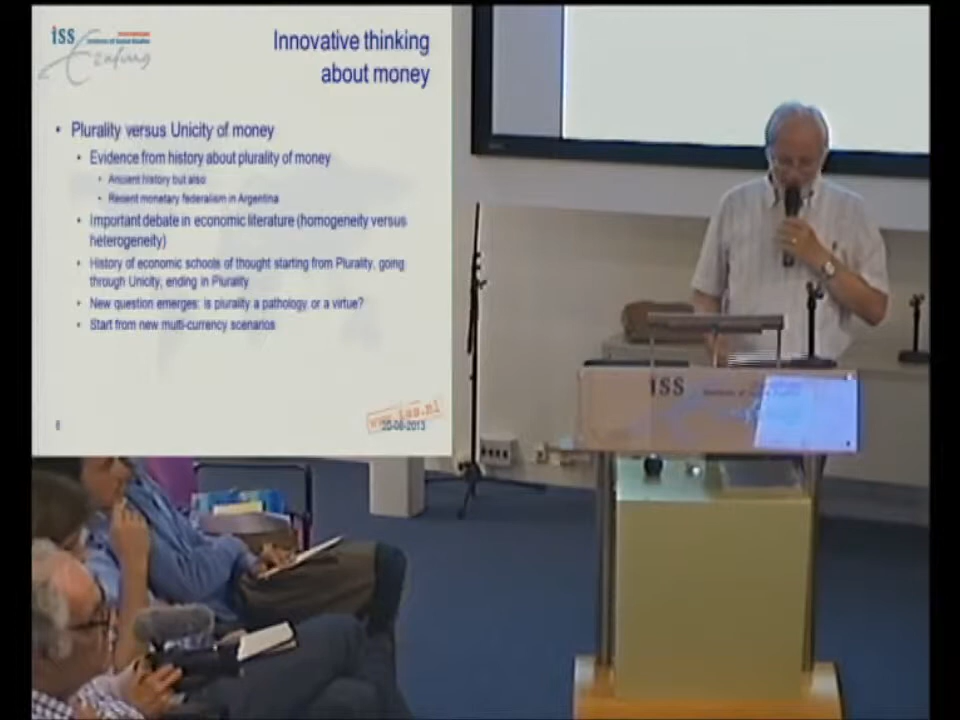 ISS
Innovative thinking
about money
• Plurality versus Unicity of money
• Evidence from history about plurality of money
• Ancient history but also
• Recent monetary federalism in Argentina
• Important debate in economic literature (homogeneity versus
heterogeneity)
• History of economic schools of thought starting from Plurality, going
through Unicity, ending in Plurality
• New question emerges: is plurality a pathology or a virtue?
• Start from new multi-currency scenarios
www.iss.nl
20-06-2013
ISS